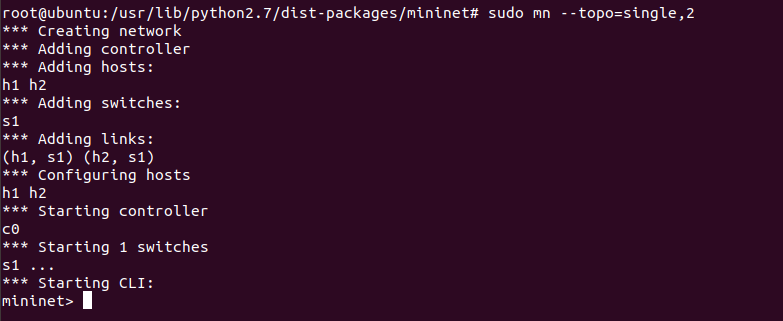 root@ubuntu:/usr/lib/python2.7/dist-packages/mininet# sudo mn --topo=single,2
*** Creating network
*** Adding controller
*** Adding hosts:
h1 h2
*** Adding switches:
s1
*** Adding links:
(h1, s1) (h2, s1)
*** Configuring hosts
h1 h2
*** Starting controller
c0
*** Starting 1 switches
s1 ...
*** Starting CLI:
mininet>